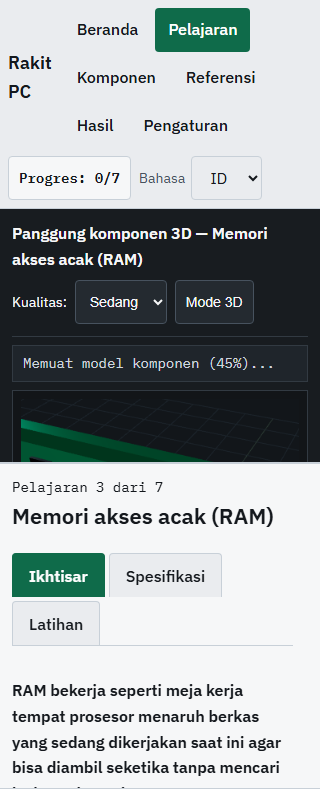 Rakit PC
Beranda
Pelajaran
Komponen
Referensi
Hasil
Pengaturan
Progres: 0/7
Bahasa
ID
Panggung komponen 3D — Memori
akses acak (RAM)
Kualitas:
Sedang
Mode 3D
Memuat model komponen (45%)...
Pelajaran 3 dari 7
Memori akses acak (RAM)
Ikhtisar
Spesifikasi
Latihan
RAM bekerja seperti meja kerja
tempat prosesor menaruh berkas
yang sedang dikerjakan saat ini agar
bisa diambil seketika tanpa mencari